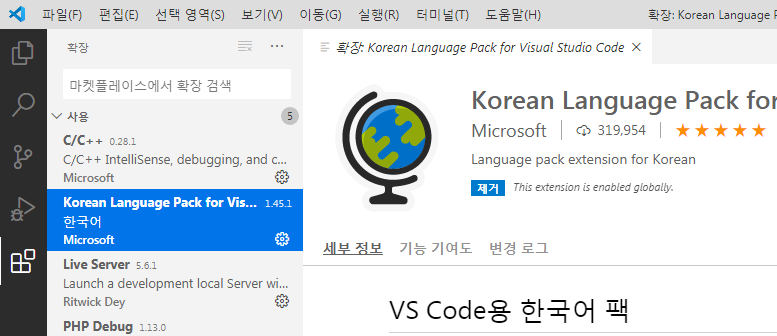 파일(F) 편집(E) 선택 영역(S) 보기(V) 이동(G) 실행(R) 터미널(T) 도움말(H) 확장: Korean Language P
확장 ···
마켓플레이스에서 확장 검색
사용 5
C/C++ 0.28.1
C/C++ IntelliSense, debugging, and c...
Microsoft
Korean Language Pack for Vis... 1.45.1
한국어
Microsoft
Live Server 5.6.1
Launch a development local Server wi...
Ritwick Dey
PHP Debug 1.13.0
확장: Korean Language Pack for Visual Studio Code ×
Korean Language Pack for
Microsoft 319,954 ★★★★★
Language pack extension for Korean
제거 This extension is enabled globally.
세부 정보 기능 기여도 변경 로그
VS Code용 한국어 팩